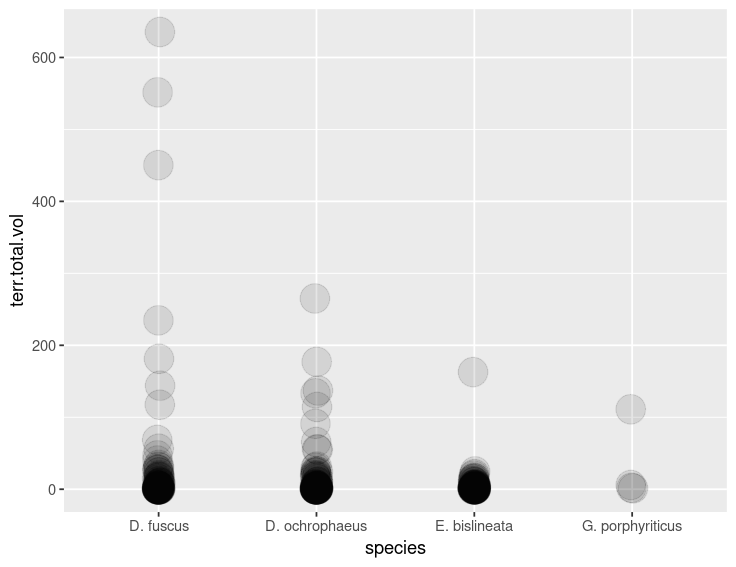 600
400
200
0
terr.total.vol
D. fuscus
D. ochrophaeus
E. bislineata
G. porphyriticus
species